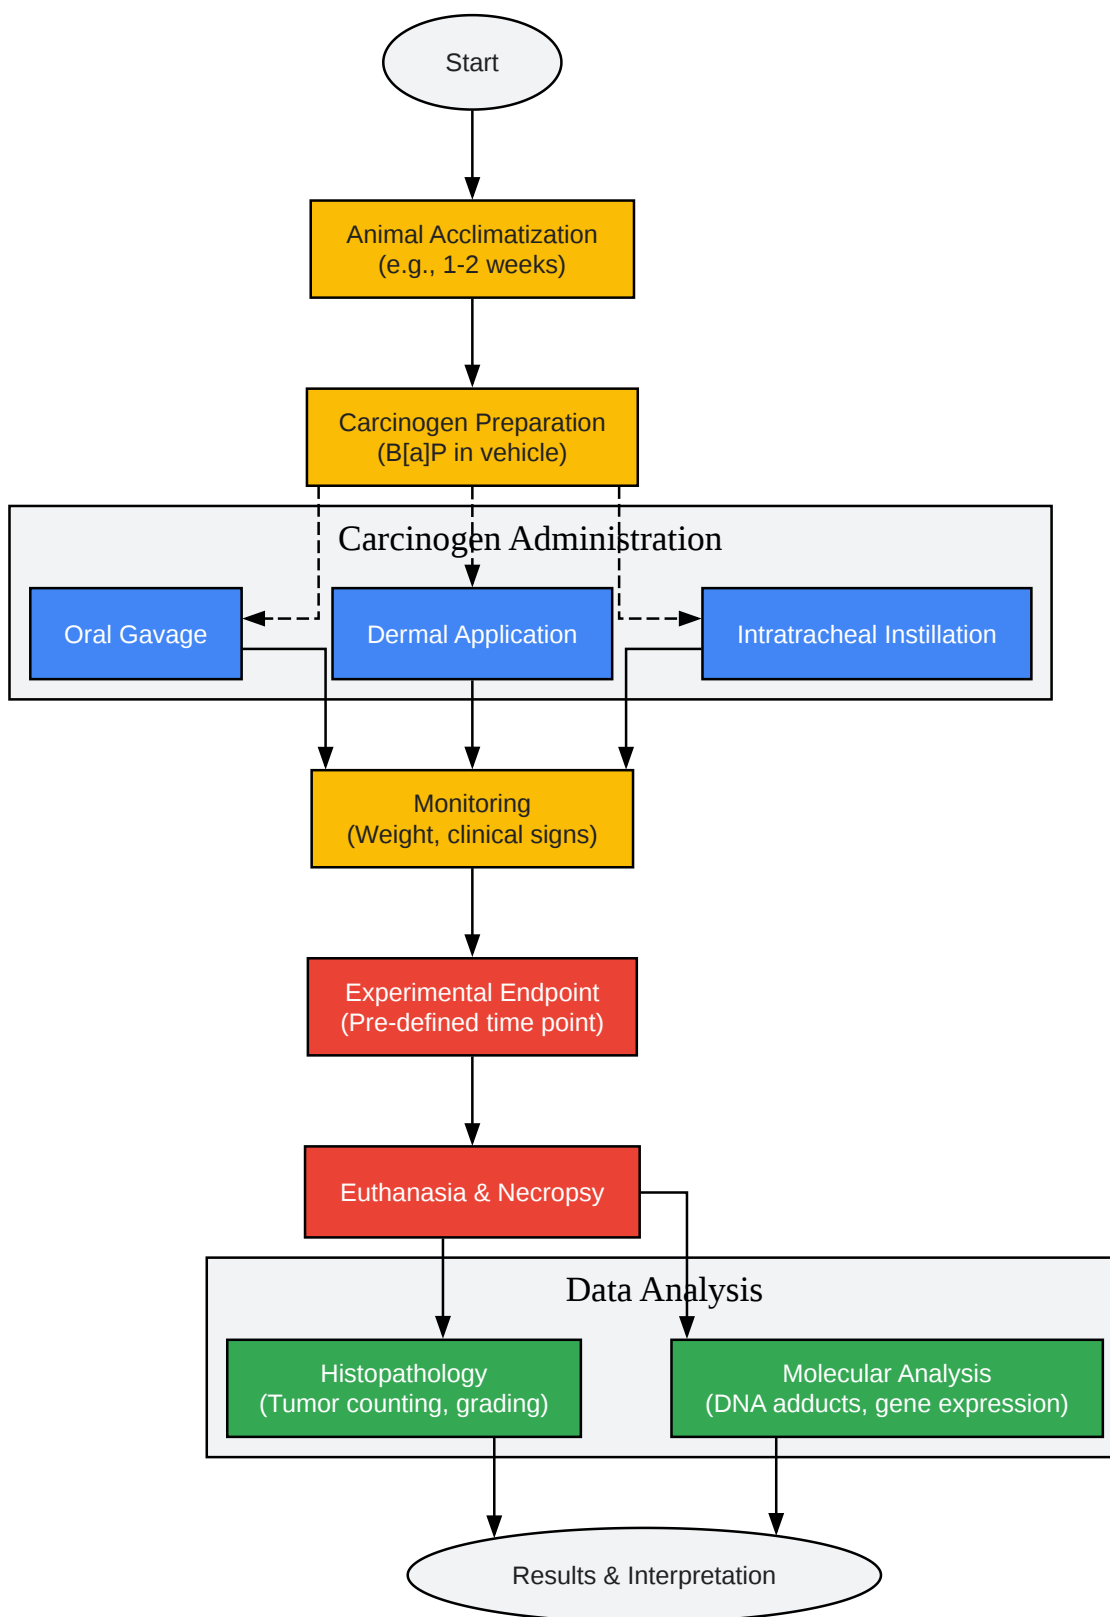 Start
Animal Acclimatization
(e.g., 1-2 weeks)
Carcinogen Preparation
(B[a]P in vehicle)
Carcinogen Administration
Oral Gavage
Dermal Application
Intratracheal Instillation
Monitoring
(Weight, clinical signs)
Experimental Endpoint
(Pre-defined time point)
Euthanasia & Necropsy
Data Analysis
Histopathology
(Tumor counting, grading)
Molecular Analysis
(DNA adducts, gene expression)
Results & Interpretation